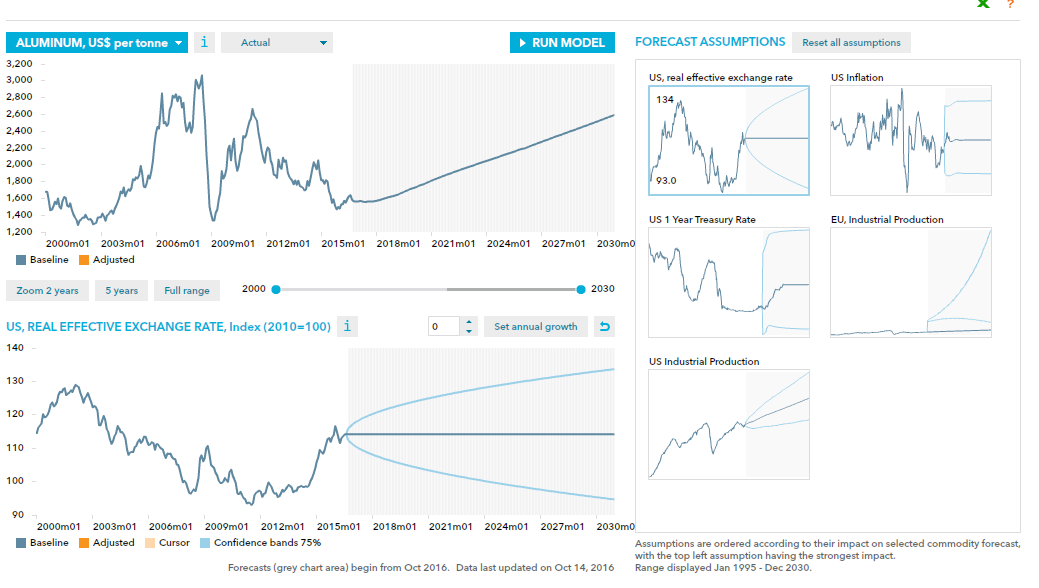 X ?
ALUMINUM, US$ per tonne
i
Actual
RUN MODEL
FORECAST ASSUMPTIONS
Reset all assumptions
3,200
3,000
2,800
2,600
2,400
2,200
2,000
1,800
1,600
1,400
1,200
2000m01 2003m01 2006m01 2009m01 2012m01 2015m01 2018m01 2021m01 2024m01 2027m01 2030m0
Baseline Adjusted
Zoom 2 years 5 years Full range 2000 2030
US, REAL EFFECTIVE EXCHANGE RATE, Index (2010=100) i 0 Set annual growth
140
130
120
110
100
90
2000m01 2003m01 2006m01 2009m01 2012m01 2015m01 2018m01 2021m01 2024m01 2027m01 2030m0
Baseline Adjusted Cursor Confidence bands 75%
Forecasts (grey chart area) begin from Oct 2016. Data last updated on Oct 14, 2016
US, real effective exchange rate
134
93.0
US Inflation
US 1 Year Treasury Rate
EU, Industrial Production
US Industrial Production
Assumptions are ordered according to their impact on selected commodity forecast,
with the top left assumption having the strongest impact.
Range displayed Jan 1995 - Dec 2030.